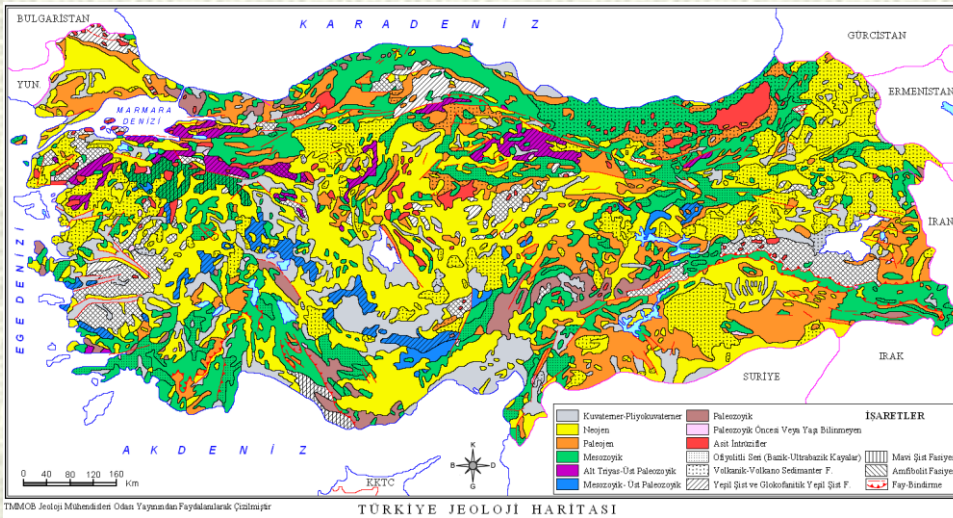 BULGARİSTAN
K A R A D E N İ Z
GÜRCİSTAN
YUN.
ERMENİSTAN
MARMARA
DENİZİ
İRAN
EGE DENİZİ
IRAK
SURİYE
A K D E N İ Z
KKTC
K
B
D
G
0 40 80 120 160
Km
İŞARETLER
Kuvaterner-Pliyokuvaterner
Neojen
Paleojen
Mesozoyik
Alt Triyas-Üst Paleozoyik
Mesozoyik- Üst Paleozoyik
Paleozoyik
Paleozoyik Öncesi Veya Yaşı Bilinmeyen
Asit İntrüzifler
Ofiyolitli Seri (Bazik-Ultrabazik Kayalar)
Volkanik-Volkano Sedimanter F.
Yeşil Şist ve Glokofanitik Yeşil Şist F.
Mavi Şist Fasiyer
Amfibolit Fasiyer
Fay-Bindirme
TMMOB Jeoloji Mühendisleri Odası Yayınından Faydalanılarak Çizilmiştir
TÜRKİYE JEOLOJİ HARİTASI